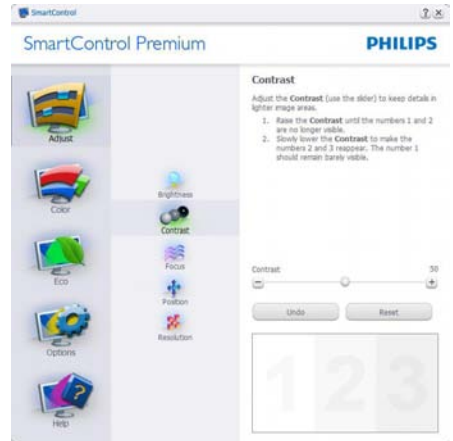 SmartControl
SmartControl Premium
PHILIPS
Adjust
Color
Eco
Options
Help
Brightness
Contrast
Focus
Position
Resolution
Contrast
Adjust the Contrast (use the slider) to keep details in
lighter image areas.
1. Raise the Contrast until the numbers 1 and 2
are no longer visible.
2. Slowly lower the Contrast to make the
numbers 2 and 3 reappear. The number 1
should remain barely visible.
Contrast 50
Undo Reset
1 2 3